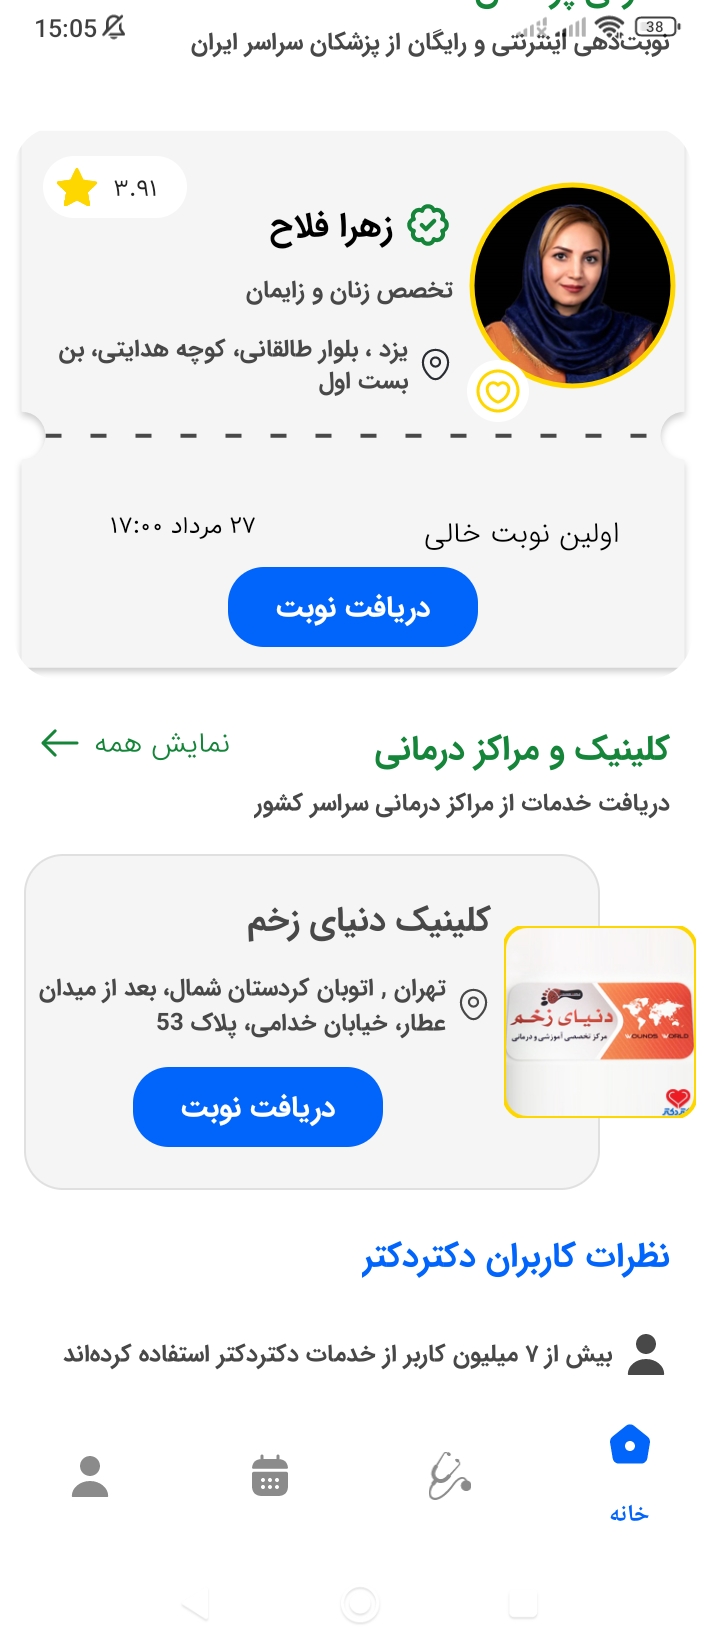 15:05
38
نوبت‌دهی اینترنتی و رایگان از پزشکان سراسر ایران
۳.۹۱
زهرا فلاح
تخصص زنان و زایمان
یزد ، بلوار طالقانی، کوچه هدایتی، بن
بست اول
اولین نوبت خالی
۲۷ مرداد ۱۷:۰۰
دریافت نوبت
کلینیک و مراکز درمانی
نمایش همه
دریافت خدمات از مراکز درمانی سراسر کشور
کلینیک دنیای زخم
تهران , اتوبان کردستان شمال، بعد از میدان
عطار، خیابان خدامی، پلاک 53
دنیای زخم
مرکز تخصصی آموزشی و درمانی
WOUNDS WORLD
دریافت نوبت
نظرات کاربران دکتردکتر
بیش از ۷ میلیون کاربر از خدمات دکتردکتر استفاده کرده‌اند
خانه